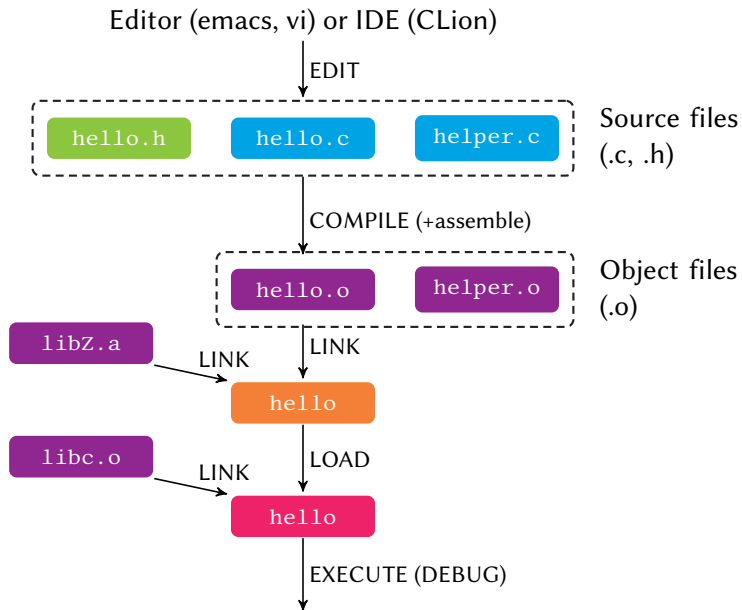 Editor (emacs, vi) or IDE (CLion)
EDIT
hello.h
hello.c
helper.c
Source files
(.c, .h)
COMPILE (+assemble)
hello.o
helper.o
Object files
(.o)
libZ.a
LINK
LINK
hello
libc.o
LINK
LOAD
hello
EXECUTE (DEBUG)